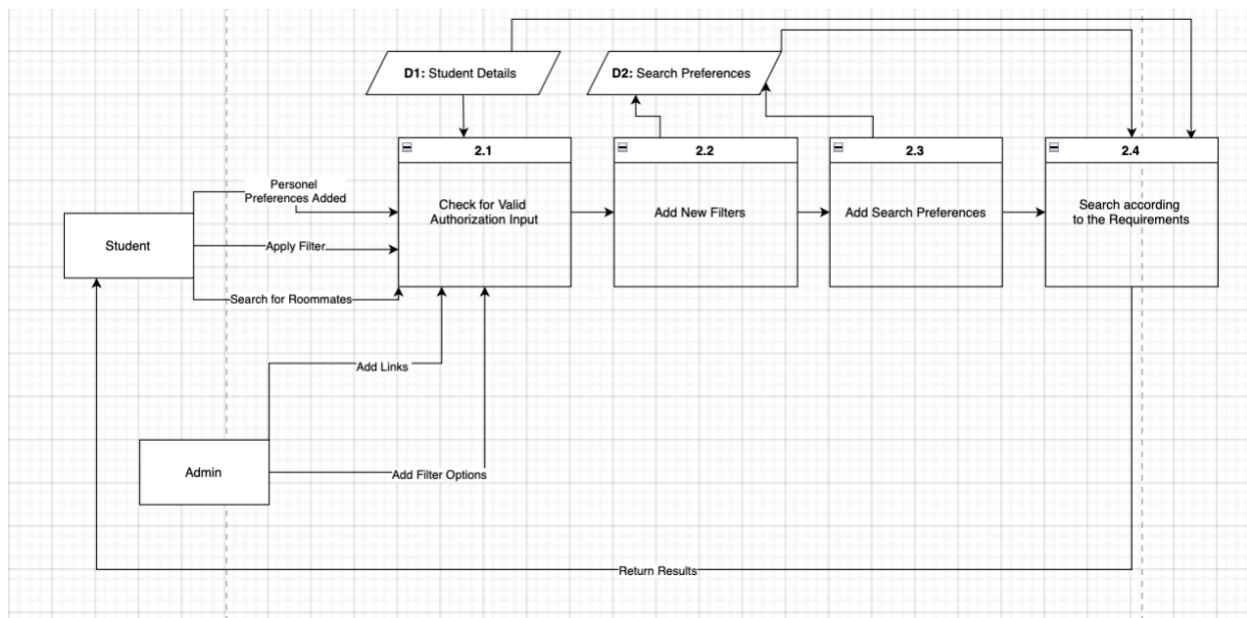 D1: Student Details
D2: Search Preferences
2.1
2.2
2.3
2.4
Personel
Preferences Added
Check for Valid
Authorization Input
Add New Filters
Add Search Preferences
Search according
to the Requirements
Student
Apply Filter
Search for Roommates
Add Links
Admin
Add Filter Options
Return Results